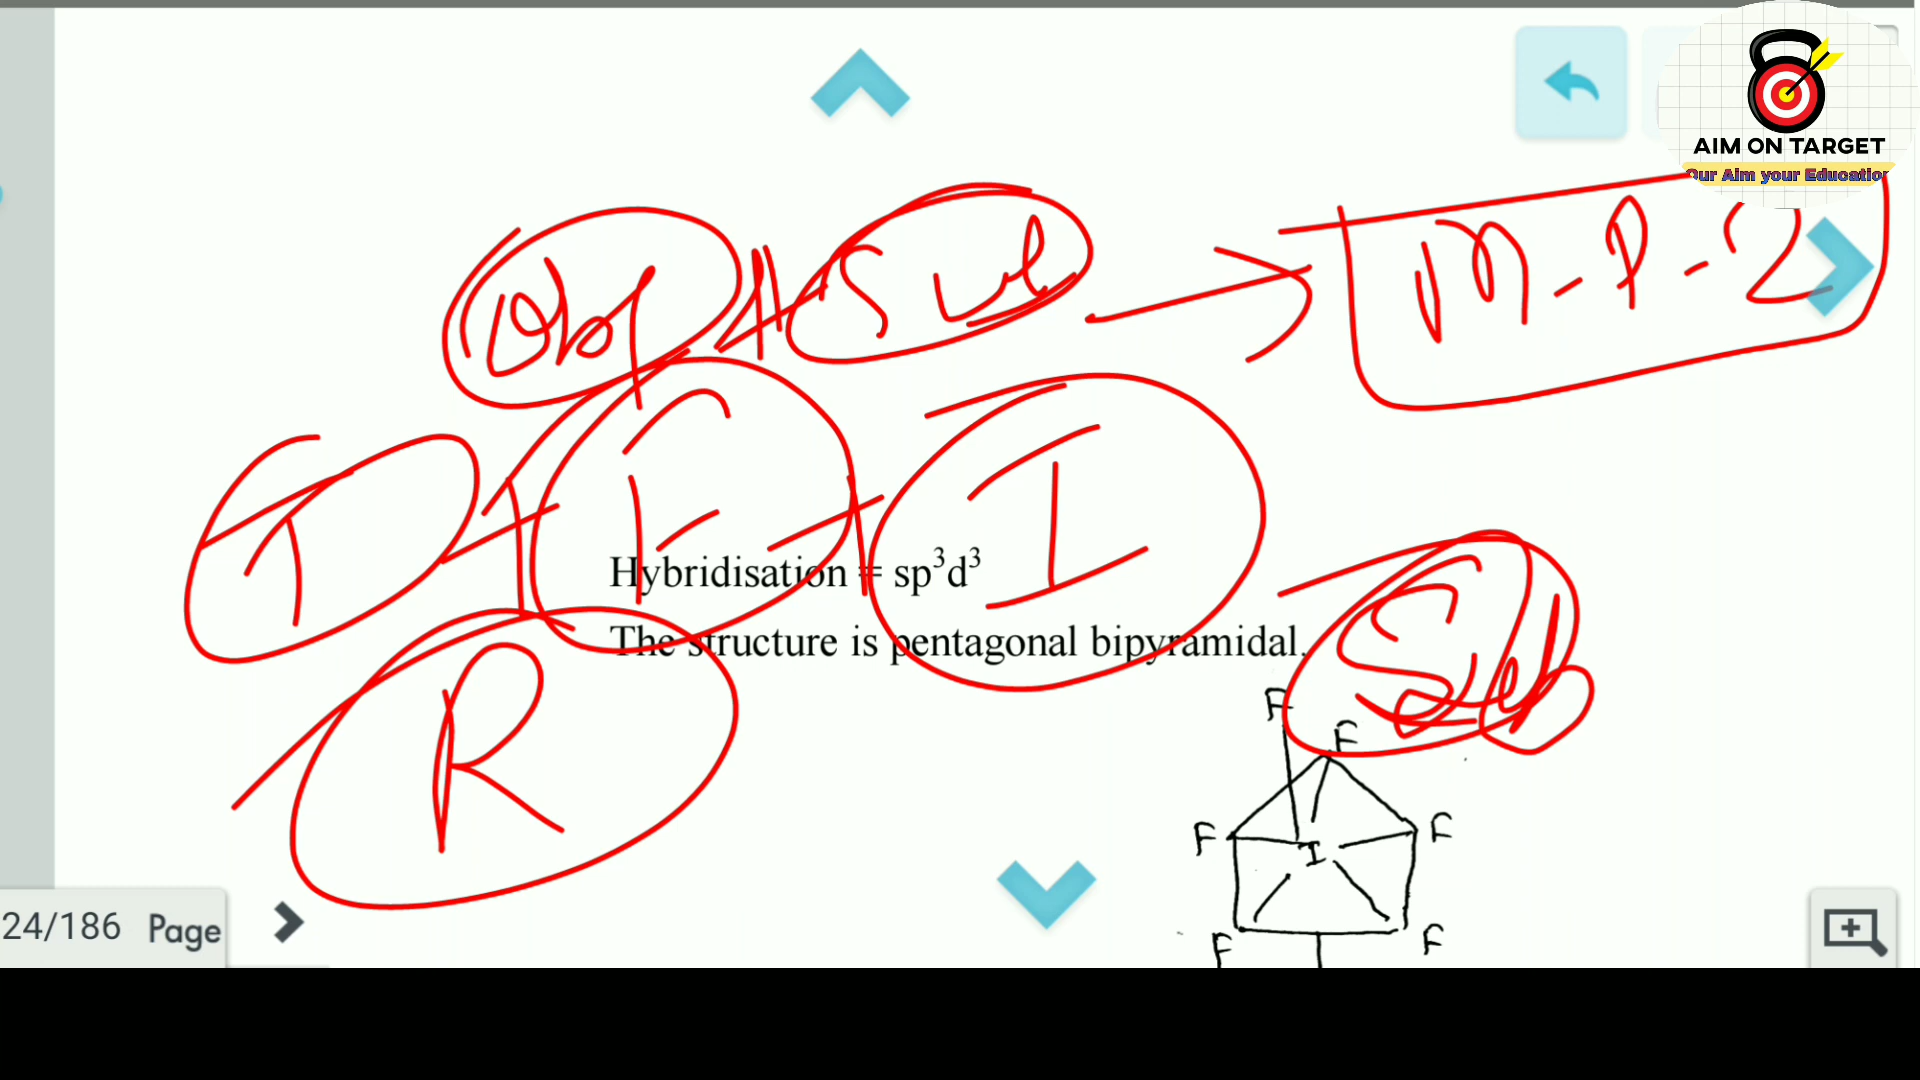 AIM ON TARGET
Our Aim your Education
Obj + Sub → M-P-2
T + E + I
Hybridisation = sp³d³
The structure is pentagonal bipyramidal.
Sub
R
F
F
F
F
I
F
F
24/186 Page